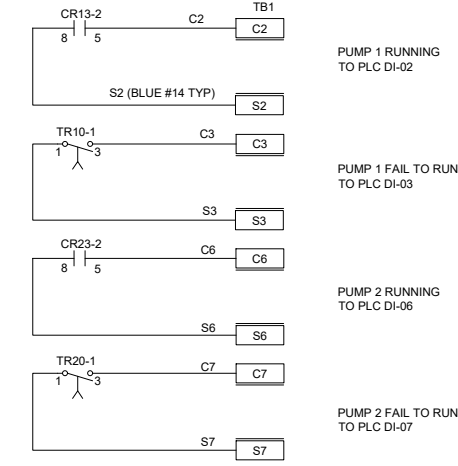 TB1
CR13-2
C2
C2
8 5
PUMP 1 RUNNING
TO PLC DI-02
S2 (BLUE #14 TYP)
S2
TR10-1
C3
C3
1 3
PUMP 1 FAIL TO RUN
TO PLC DI-03
S3
S3
CR23-2
C6
C6
8 5
PUMP 2 RUNNING
TO PLC DI-06
S6
S6
TR20-1
C7
C7
1 3
PUMP 2 FAIL TO RUN
TO PLC DI-07
S7
S7